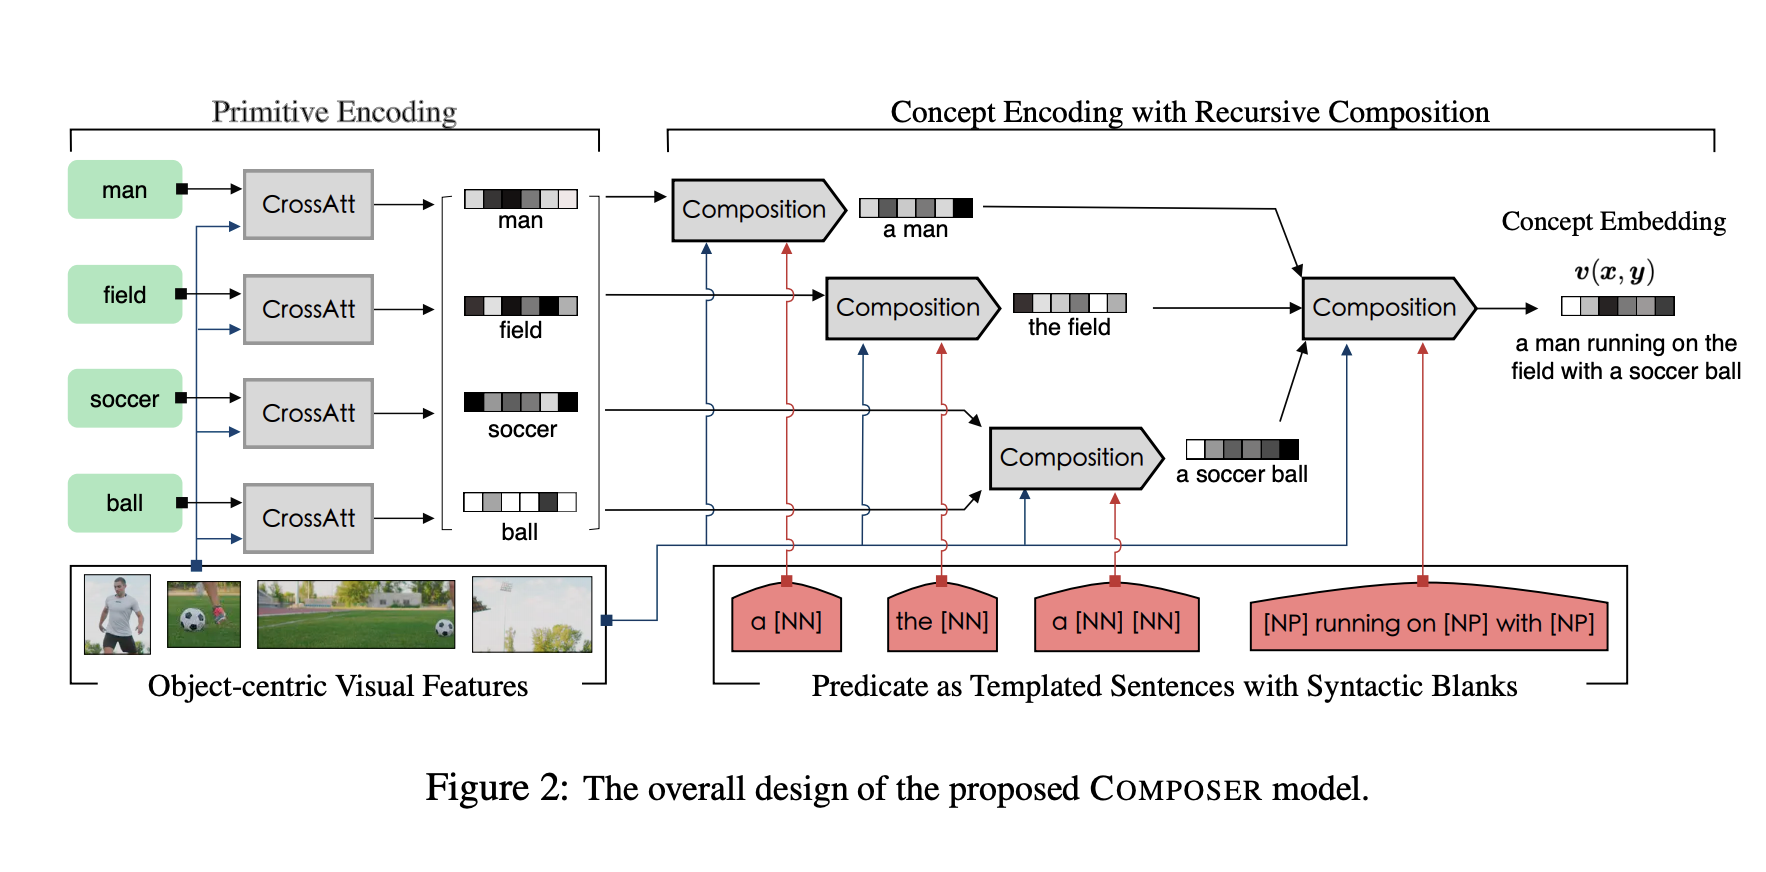 Primitive Encoding
Concept Encoding with Recursive Composition
man
CrossAtt
man
Composition
a man
Concept Embedding
v(x, y)
field
CrossAtt
field
Composition
the field
Composition
a man running on the
field with a soccer ball
soccer
CrossAtt
soccer
Composition
a soccer ball
ball
CrossAtt
ball
a [NN]
the [NN]
a [NN] [NN]
[NP] running on [NP] with [NP]
Object-centric Visual Features
Predicate as Templated Sentences with Syntactic Blanks
Figure 2: The overall design of the proposed COMPOSER model.